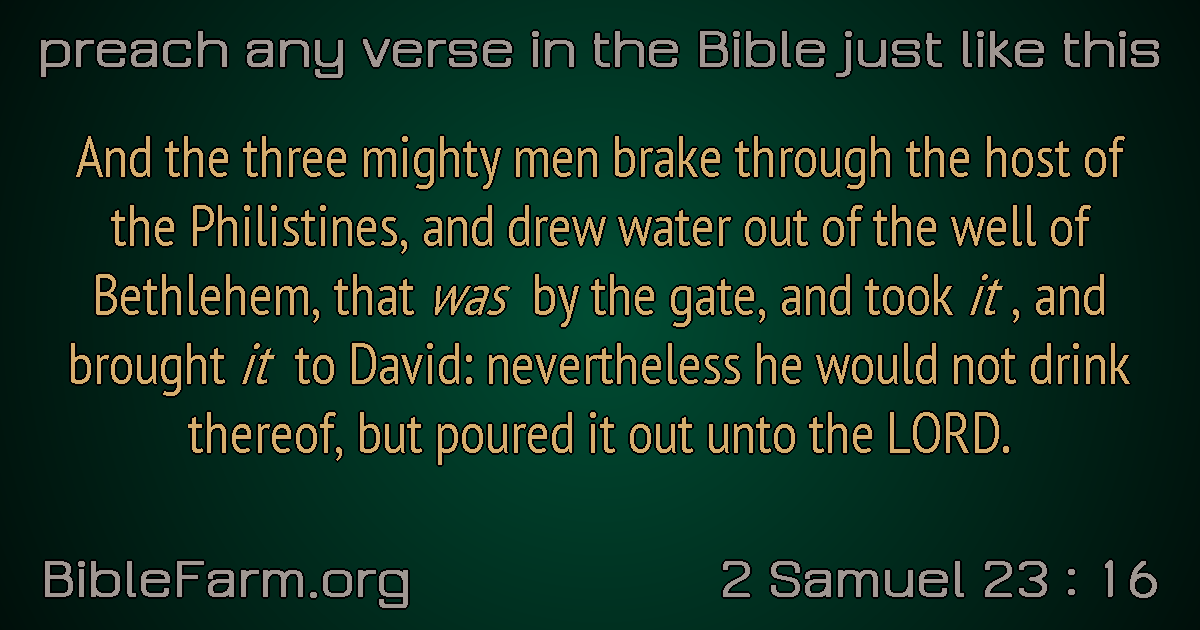 preach any verse in the Bible just like this
And the three mighty men brake through the host of
the Philistines, and drew water out of the well of
Bethlehem, that was by the gate, and took it , and
brought it to David: nevertheless he would not drink
thereof, but poured it out unto the LORD.
BibleFarm.org
2 Samuel 23 : 16